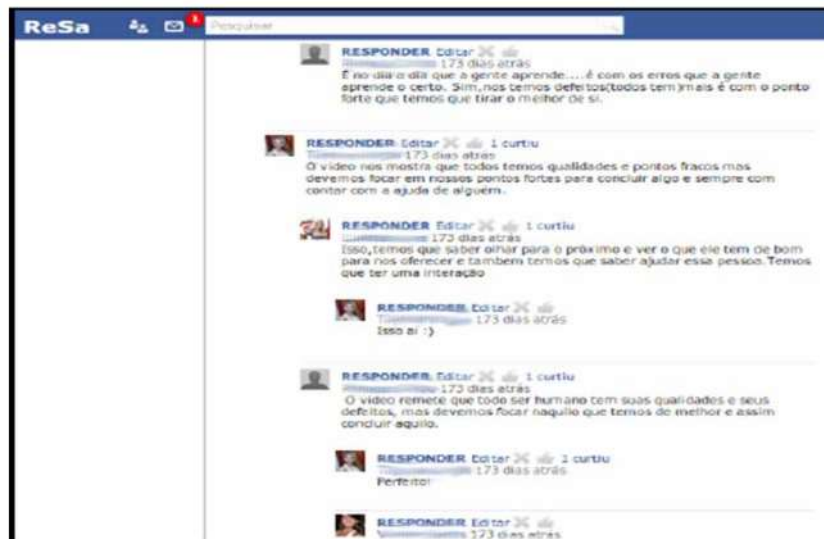 ReSa 1 Pesquisar
RESPONDER Editar
173 dias atrás
É no dia a dia que a gente aprende....é com os erros que a gente
aprende o certo. Sim,nos temos defeitos(todos tem)mais é com o ponto
forte que temos que tirar o melhor de si.
RESPONDER Editar 1 curtiu
173 dias atrás
O vídeo nos mostra que todos temos qualidades e pontos fracos mas
devemos focar em nossos pontos fortes para concluir algo e sempre com
contar com a ajuda de alguém.
RESPONDER Editar 1 curtiu
173 dias atrás
Isso,temos que saber olhar para o próximo e ver o que ele tem de bom
para nos oferecer e tambem temos que saber ajudar essa pessoa.Temos
que ter uma interação
RESPONDER Editar
173 dias atrás
Isso ai :)
RESPONDER Editar 1 curtiu
173 dias atrás
O vídeo remete que todo ser humano tem suas qualidades e seus
defeitos, mas devemos focar naquilo que temos de melhor e assim
concluir aquilo.
RESPONDER Editar 1 curtiu
173 dias atrás
Perfeito!
RESPONDER Editar
173 dias atrás